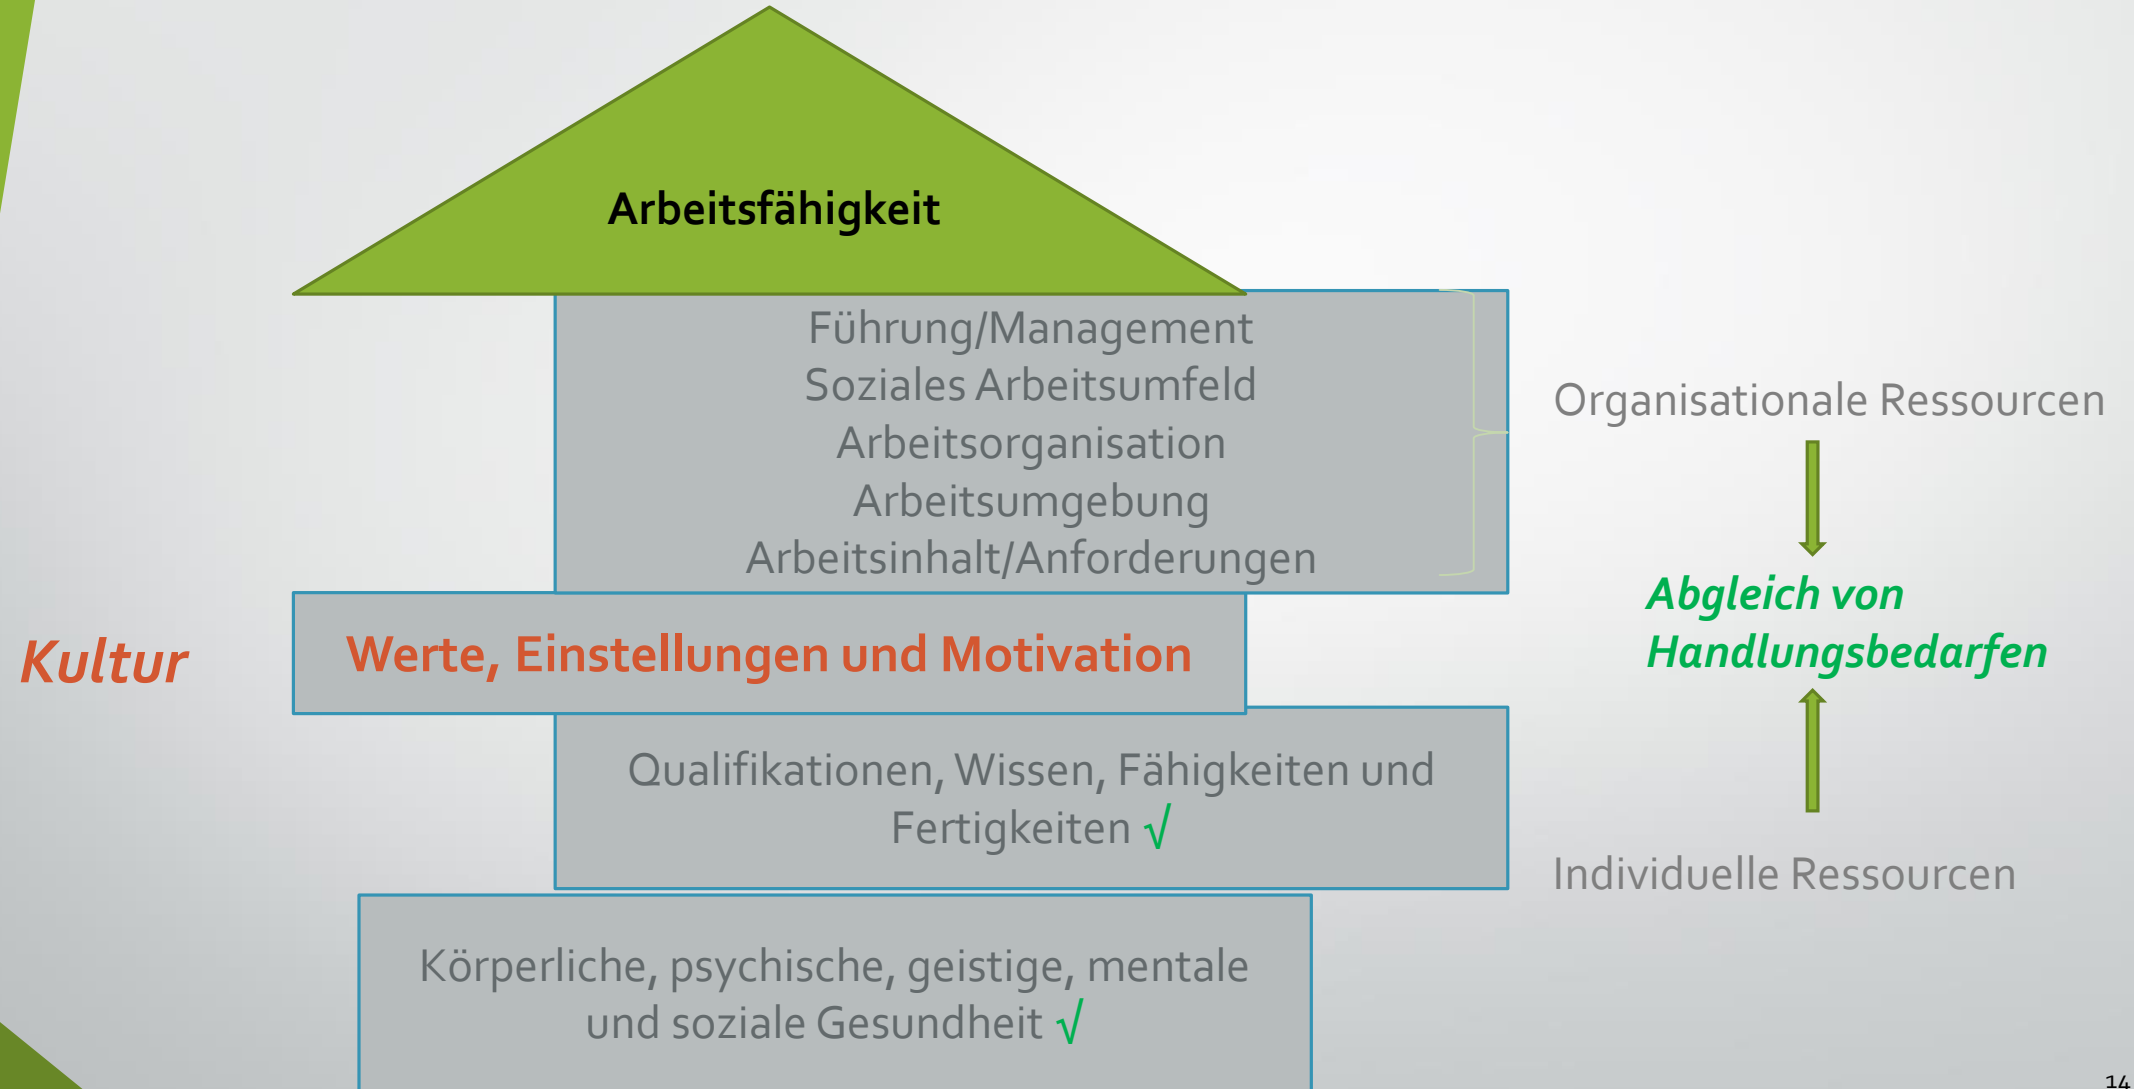 Arbeitsfähigkeit
Führung/Management
Soziales Arbeitsumfeld
Arbeitsorganisation
Arbeitsumgebung
Arbeitsinhalt/Anforderungen
Organisationale Ressourcen
Abgleich von
Handlungsbedarfen
Kultur
Werte, Einstellungen und Motivation
Qualifikationen, Wissen, Fähigkeiten und
Fertigkeiten √
Individuelle Ressourcen
Körperliche, psychische, geistige, mentale
und soziale Gesundheit √
14